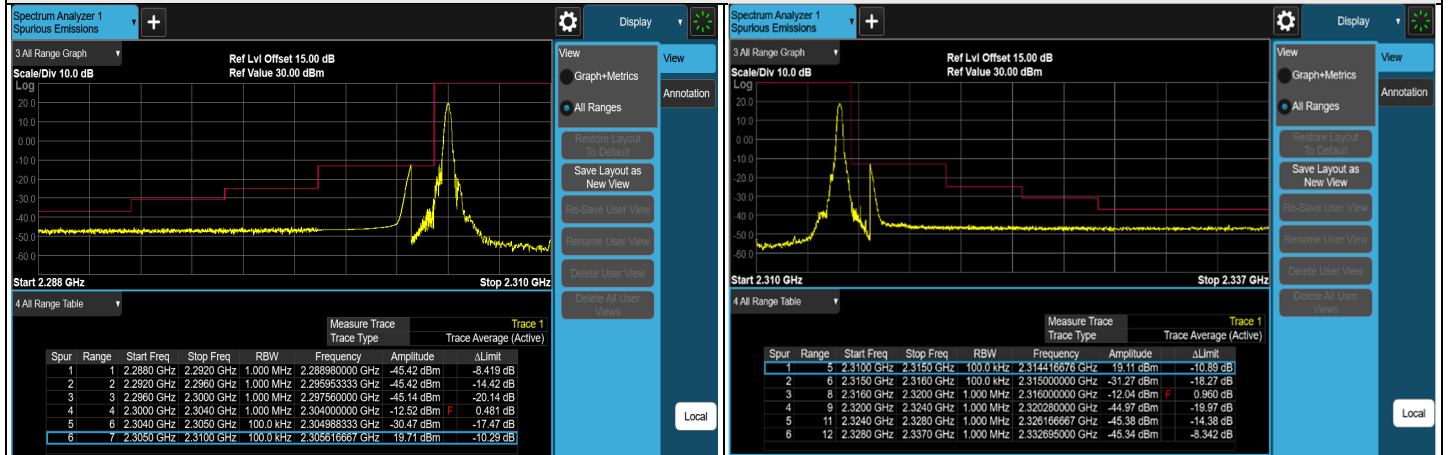 Spectrum Analyzer 1
Spurious Emissions
+
Display
3 All Range Graph
Ref Lvl Offset 15.00 dB
Scale/Div 10.0 dB
Ref Value 30.00 dBm
Log
20.0
10.0
0.00
-10.0
-20.0
-30.0
-40.0
-50.0
-60.0
Start 2.288 GHz
Stop 2.310 GHz
View
Graph+Metrics
All Ranges
Restore Layout
To Default
Save Layout as
New View
Re-Save User View
Rename User View
Delete User View
Delete All User
Views
View
Annotation
Local
4 All Range Table
Measure Trace Trace 1
Trace Type Trace Average (Active)
Spur Range Start Freq Stop Freq RBW Frequency Amplitude ΔLimit
1 1 2.2880 GHz 2.2920 GHz 1.000 MHz 2.288980000 GHz -45.42 dBm -8.419 dB
2 2 2.2920 GHz 2.2960 GHz 1.000 MHz 2.295953333 GHz -45.42 dBm -14.42 dB
3 3 2.2960 GHz 2.3000 GHz 1.000 MHz 2.297560000 GHz -45.14 dBm -20.14 dB
4 4 2.3000 GHz 2.3040 GHz 1.000 MHz 2.304000000 GHz -12.52 dBm F 0.481 dB
5 6 2.3040 GHz 2.3050 GHz 100.0 kHz 2.304988333 GHz -30.47 dBm -17.47 dB
6 7 2.3050 GHz 2.3100 GHz 100.0 kHz 2.305616667 GHz 19.71 dBm -10.29 dB
Spectrum Analyzer 1
Spurious Emissions
+
Display
3 All Range Graph
Ref Lvl Offset 15.00 dB
Scale/Div 10.0 dB
Ref Value 30.00 dBm
Log
20.0
10.0
0.00
-10.0
-20.0
-30.0
-40.0
-50.0
-60.0
Start 2.310 GHz
Stop 2.337 GHz
View
Graph+Metrics
All Ranges
Restore Layout
To Default
Save Layout as
New View
Re-Save User View
Rename User View
Delete User View
Delete All User
Views
View
Annotation
Local
4 All Range Table
Measure Trace Trace 1
Trace Type Trace Average (Active)
Spur Range Start Freq Stop Freq RBW Frequency Amplitude ΔLimit
1 5 2.3100 GHz 2.3150 GHz 100.0 kHz 2.314416676 GHz 19.11 dBm -10.89 dB
2 6 2.3150 GHz 2.3160 GHz 100.0 kHz 2.315000000 GHz -31.27 dBm -18.27 dB
3 8 2.3160 GHz 2.3200 GHz 1.000 MHz 2.316000000 GHz -12.04 dBm F 0.960 dB
4 9 2.3200 GHz 2.3240 GHz 1.000 MHz 2.320280000 GHz -44.97 dBm -19.97 dB
5 11 2.3240 GHz 2.3280 GHz 1.000 MHz 2.326166667 GHz -45.38 dBm -14.38 dB
6 12 2.3280 GHz 2.3370 GHz 1.000 MHz 2.332695000 GHz -45.34 dBm -8.342 dB